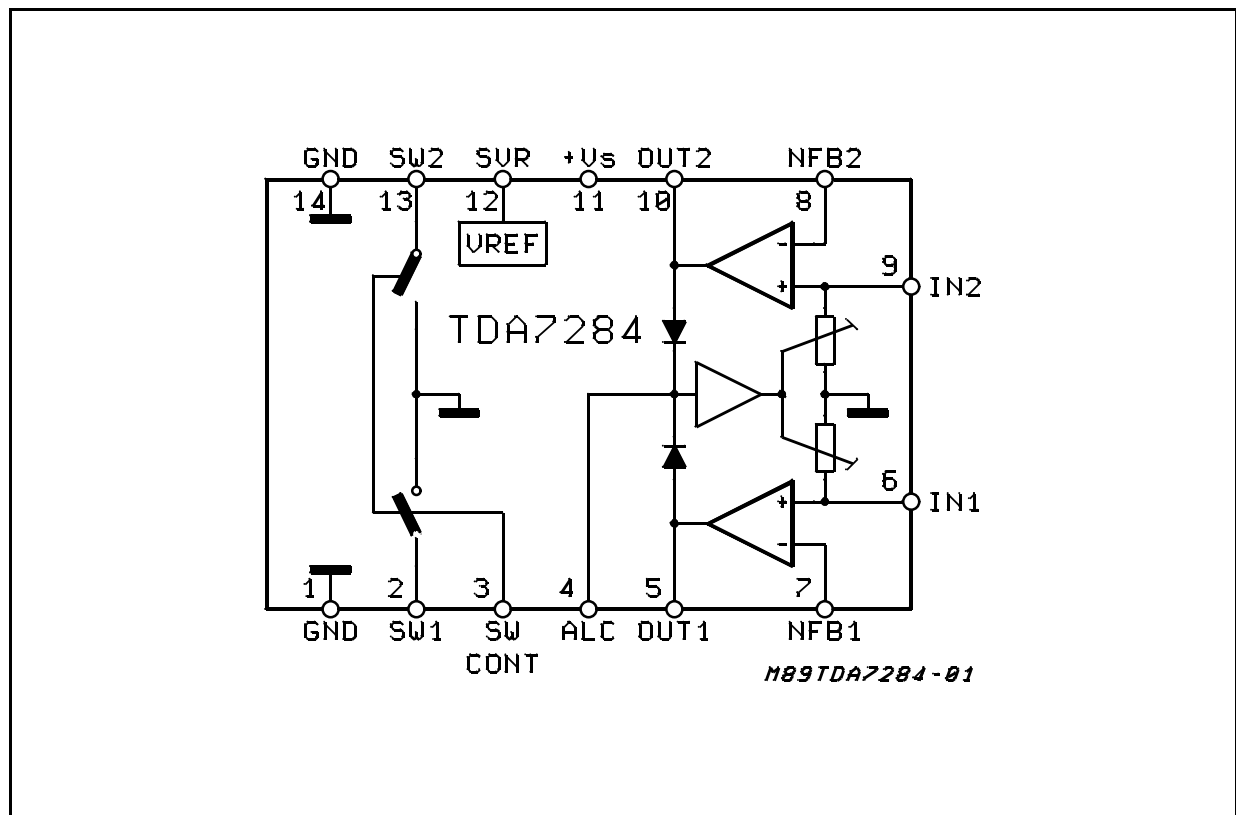 GND SW2 SVR +Vs OUT2 NFB2
14 13 12 11 10 8
VREF
-
9
+ IN2
TDA7284
6
+ IN1
-
1 2 3 4 5 7
GND SW1 SW ALC OUT1 NFB1
CONT
M89TDA7284-01